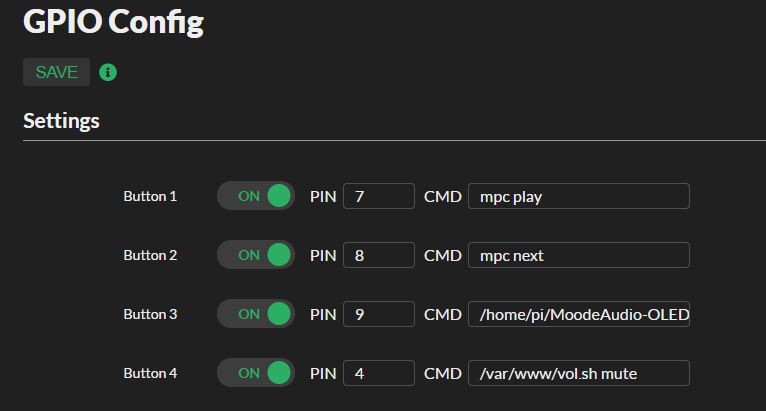 GPIO Config
SAVE
Settings
Button 1 ON PIN 7 CMD mpc play
Button 2 ON PIN 8 CMD mpc next
Button 3 ON PIN 9 CMD /home/pi/MoodeAudio-OLED
Button 4 ON PIN 4 CMD /var/www/vol.sh mute